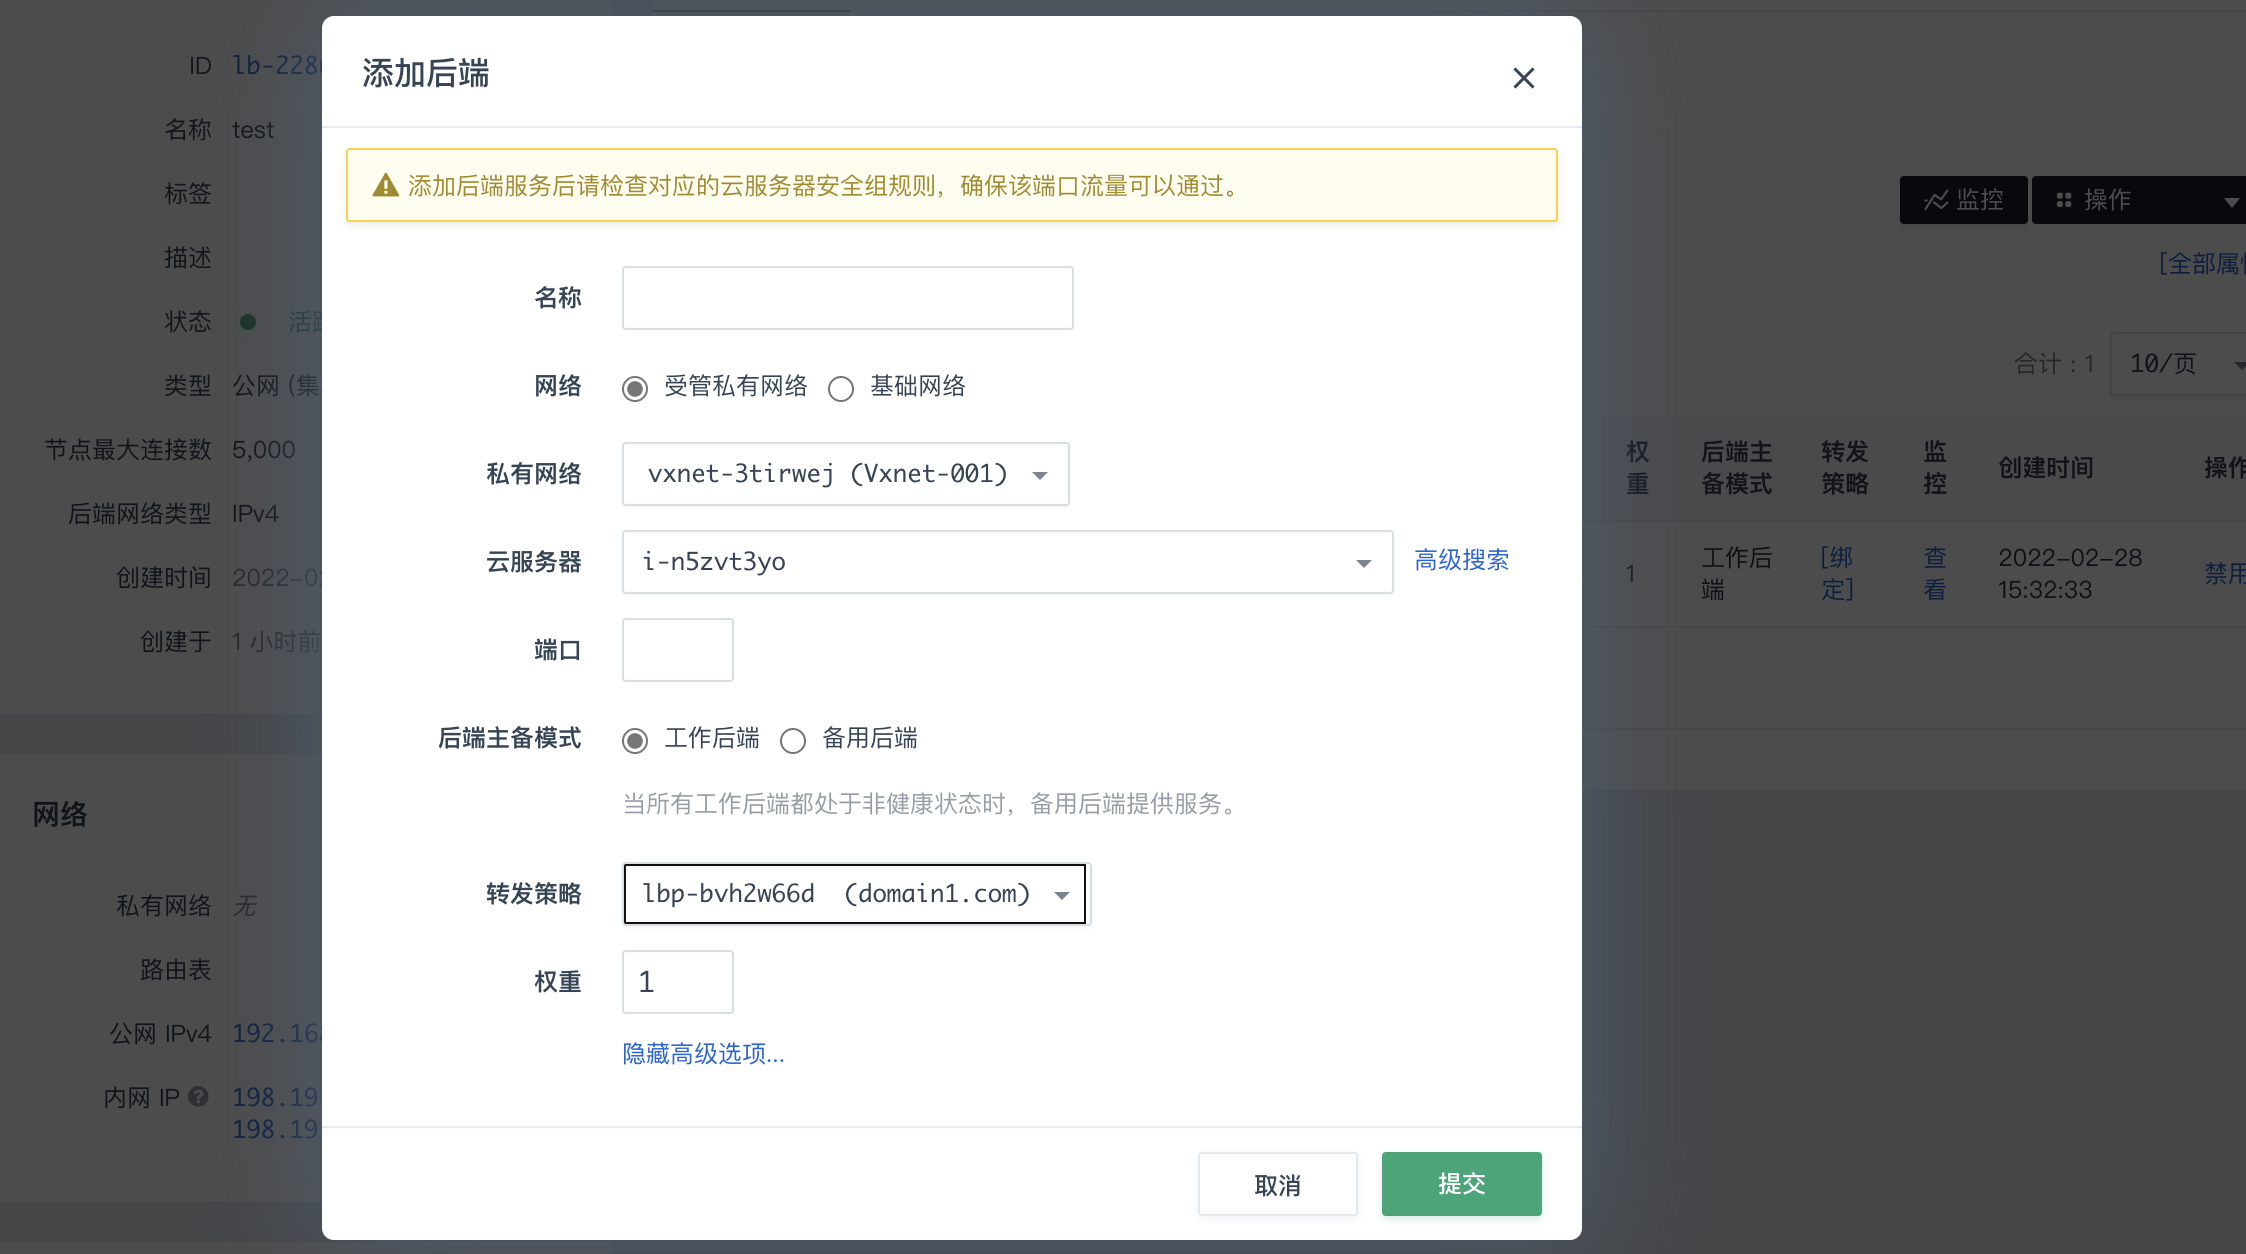 添加后端
添加后端服务后请检查对应的云服务器安全组规则，确保该端口流量可以通过。
名称
网络 受管私有网络 基础网络
私有网络 vxnet-3tirwej (Vxnet-001)
云服务器 i-n5zvt3yo 高级搜索
端口
后端主备模式 工作后端 备用后端
当所有工作后端都处于非健康状态时，备用后端提供服务。
转发策略 lbp-bvh2w66d (domain1.com)
权重 1
隐藏高级选项...
取消 提交
ID lb-228
名称 test
标签
描述
状态 活跃
类型 公网 (集
节点最大连接数 5,000
后端网络类型 IPv4
创建时间 2022-0
创建于 1 小时前
网络
私有网络 无
路由表
公网 IPv4 192.16
内网 IP 198.19
198.19
监控 操作
[全部属
合计：1 10/页
权重 后端主备模式 转发策略 监控 创建时间 操作
1 工作后端 [绑定] 查看 2022-02-28 15:32:33 禁用